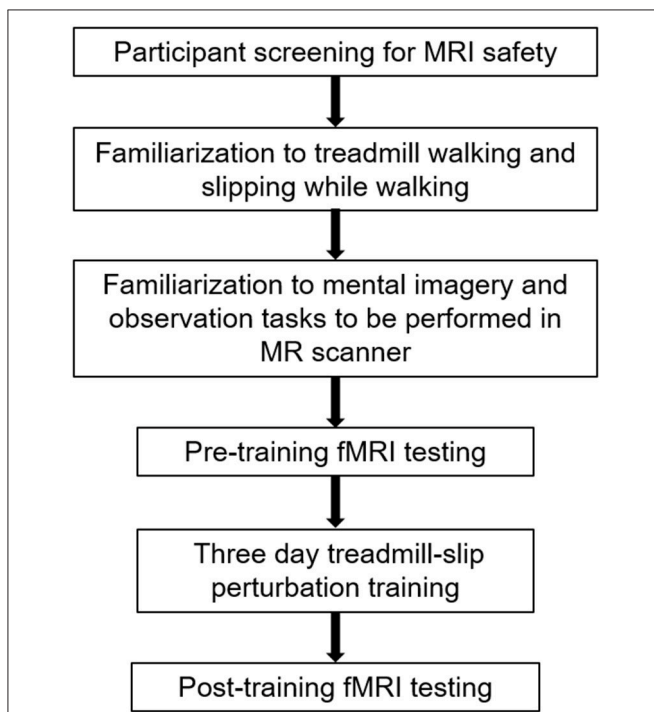 Participant screening for MRI safety
Familiarization to treadmill walking and
slipping while walking
Familiarization to mental imagery and
observation tasks to be performed in
MR scanner
Pre-training fMRI testing
Three day treadmill-slip
perturbation training
Post-training fMRI testing